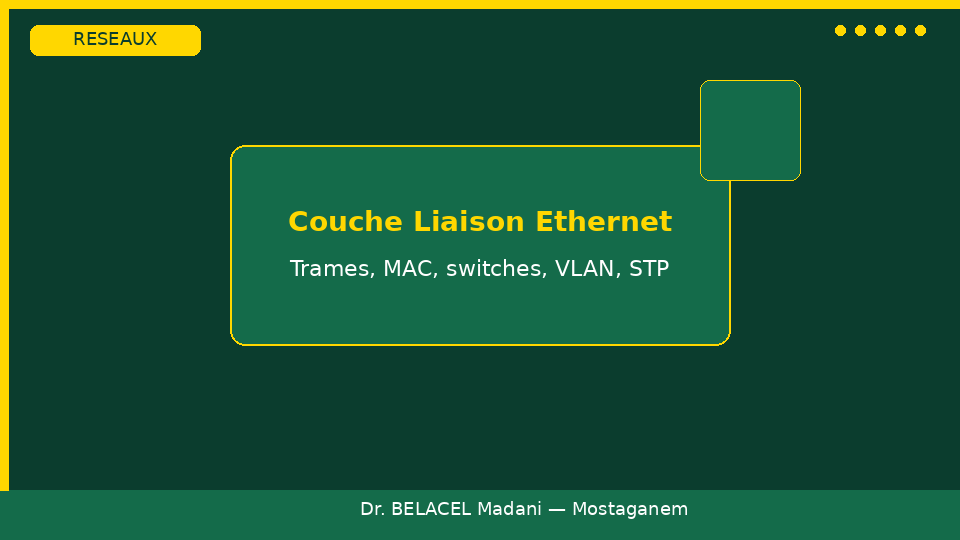 RESEAUX
Couche Liaison Ethernet
Trames, MAC, switches, VLAN, STP
Dr. BELACEL Madani — Mostaganem